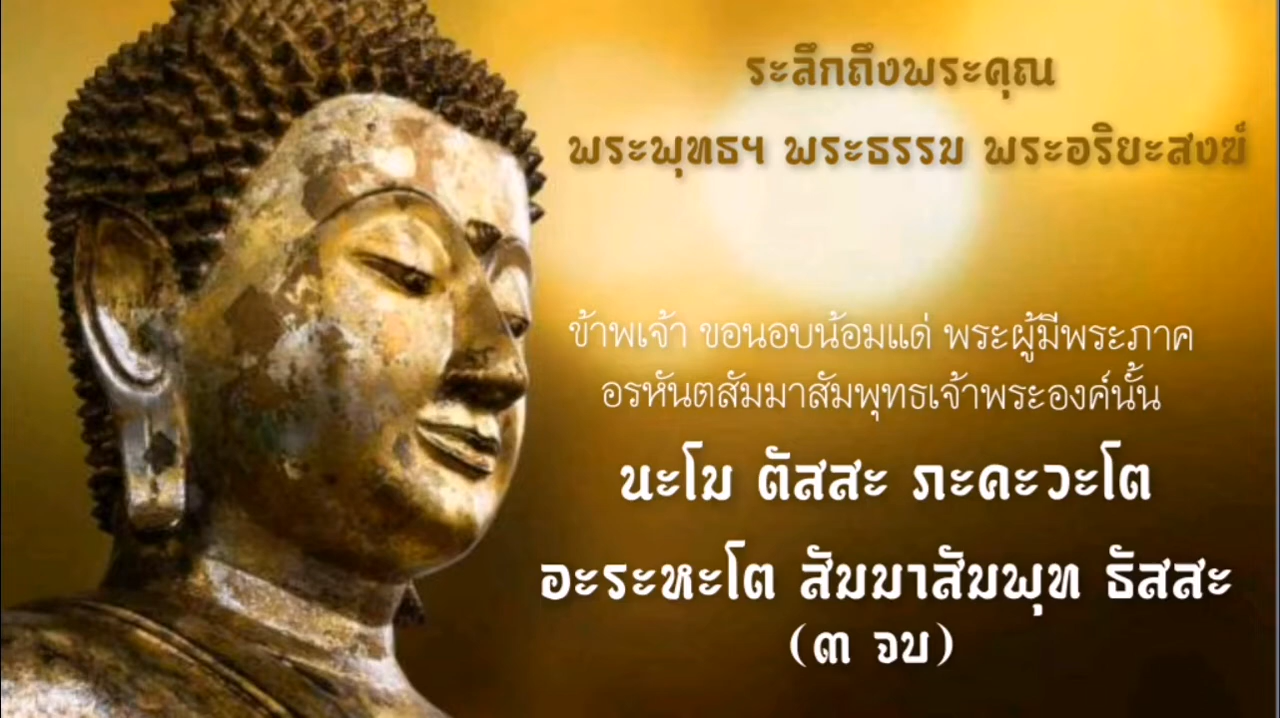 ระลึกถึงพระคุณ
พระพุทธฯ พระธรรม พระอริยะสงฆ์
ข้าพเจ้า ขอนอบน้อมแด่ พระผู้มีพระภาค
อรหันตสัมมาสัมพุทธเจ้าพระองค์นั้น
นะโม ตัสสะ ภะคะวะโต
อะระหะโต สัมมาสัมพุท ธัสสะ
(๓ จบ)